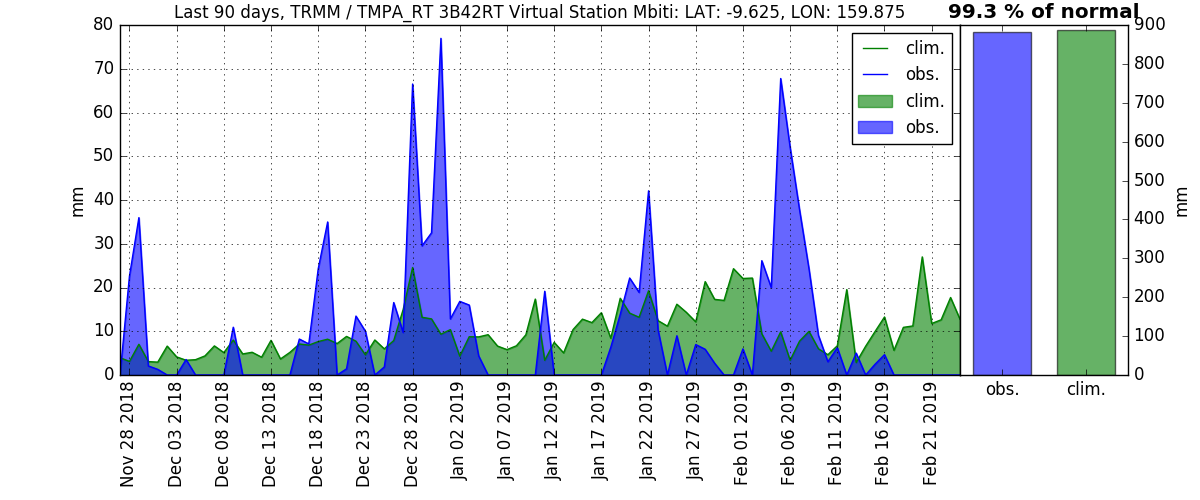 Last 90 days, TRMM / TMPA_RT 3B42RT Virtual Station Mbiti: LAT: -9.625, LON: 159.875
99.3 % of normal
80
70
60
50
40
30
20
10
0
mm
clim.
obs.
clim.
obs.
Nov 28 2018
Dec 03 2018
Dec 08 2018
Dec 13 2018
Dec 18 2018
Dec 23 2018
Dec 28 2018
Jan 02 2019
Jan 07 2019
Jan 12 2019
Jan 17 2019
Jan 22 2019
Jan 27 2019
Feb 01 2019
Feb 06 2019
Feb 11 2019
Feb 16 2019
Feb 21 2019
900
800
700
600
500
400
300
200
100
0
mm
obs.
clim.